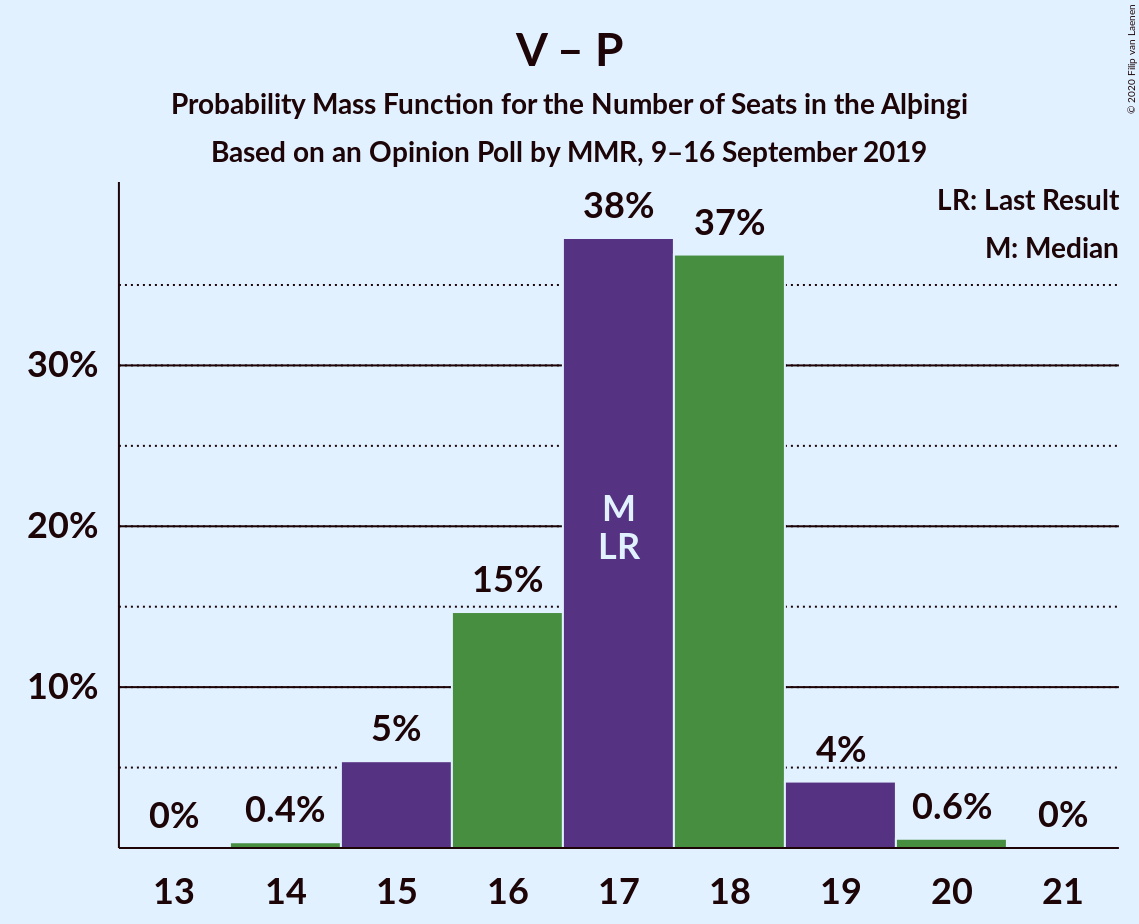 V – P
Probability Mass Function for the Number of Seats in the Alþingi
Based on an Opinion Poll by MMR, 9–16 September 2019
© 2020 Filip van Laenen
LR: Last Result
M: Median
38%
37%
30%
20%
M
LR
15%
10%
5%
4%
0%
0.4%
0.6%
0%
13 14 15 16 17 18 19 20 21